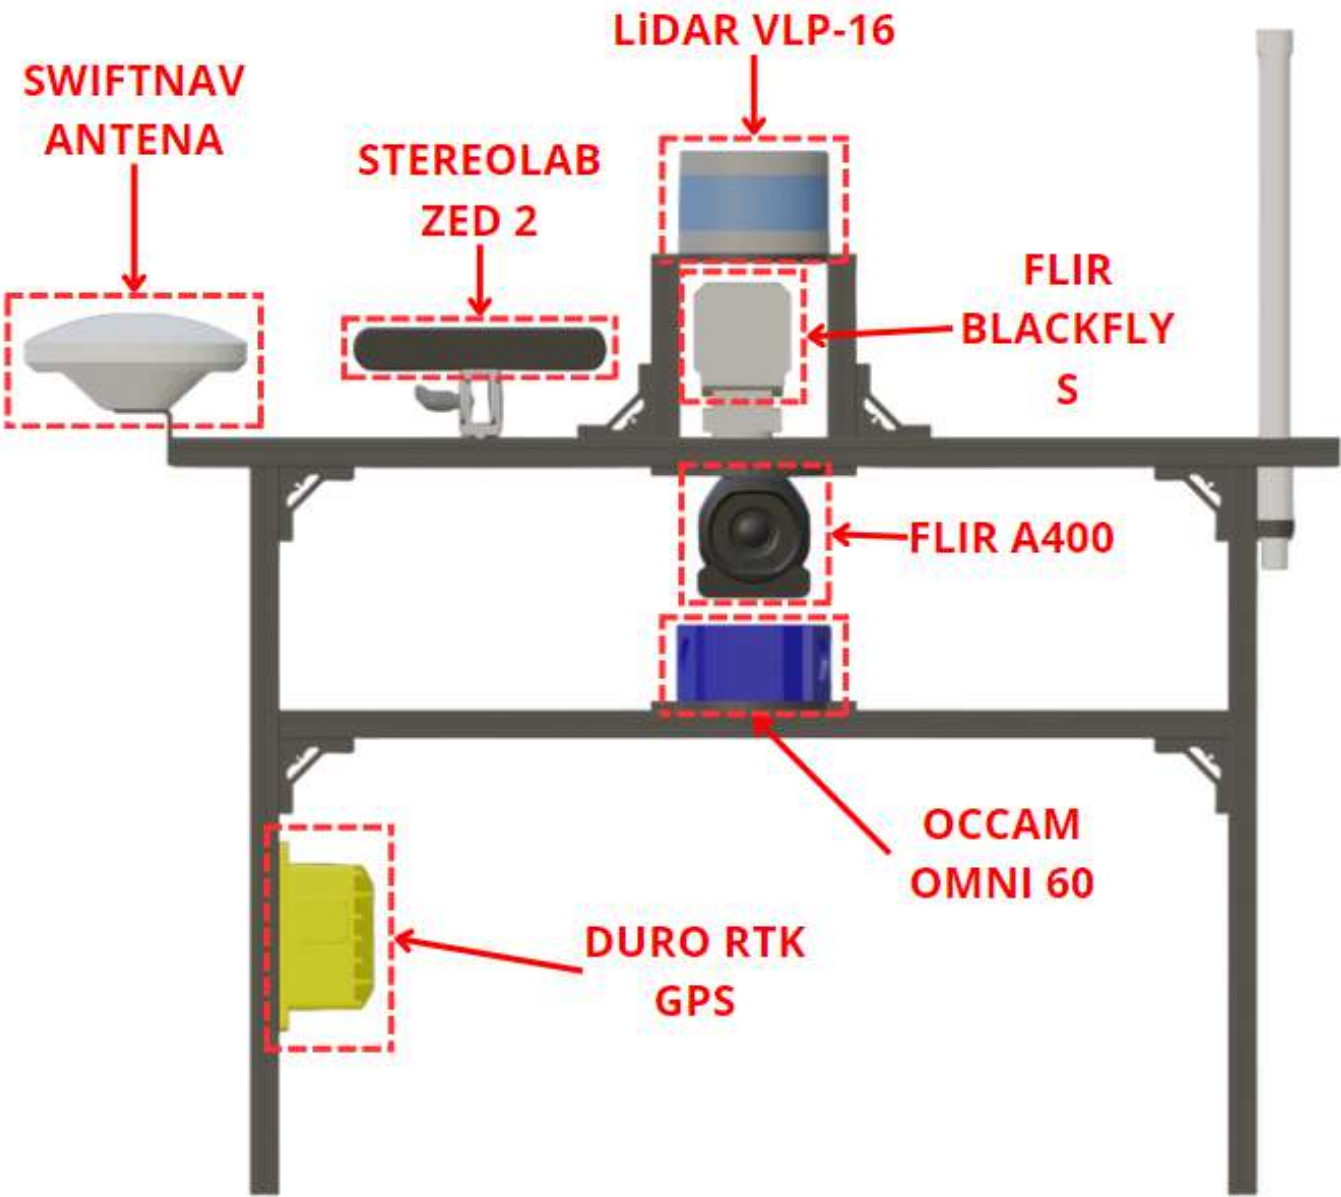 LiDAR VLP-16
SWIFTNAV
ANTENA
STEREOLAB
ZED 2
FLIR
BLACKFLY
S
FLIR A400
OCCAM
OMNI 60
DURO RTK
GPS